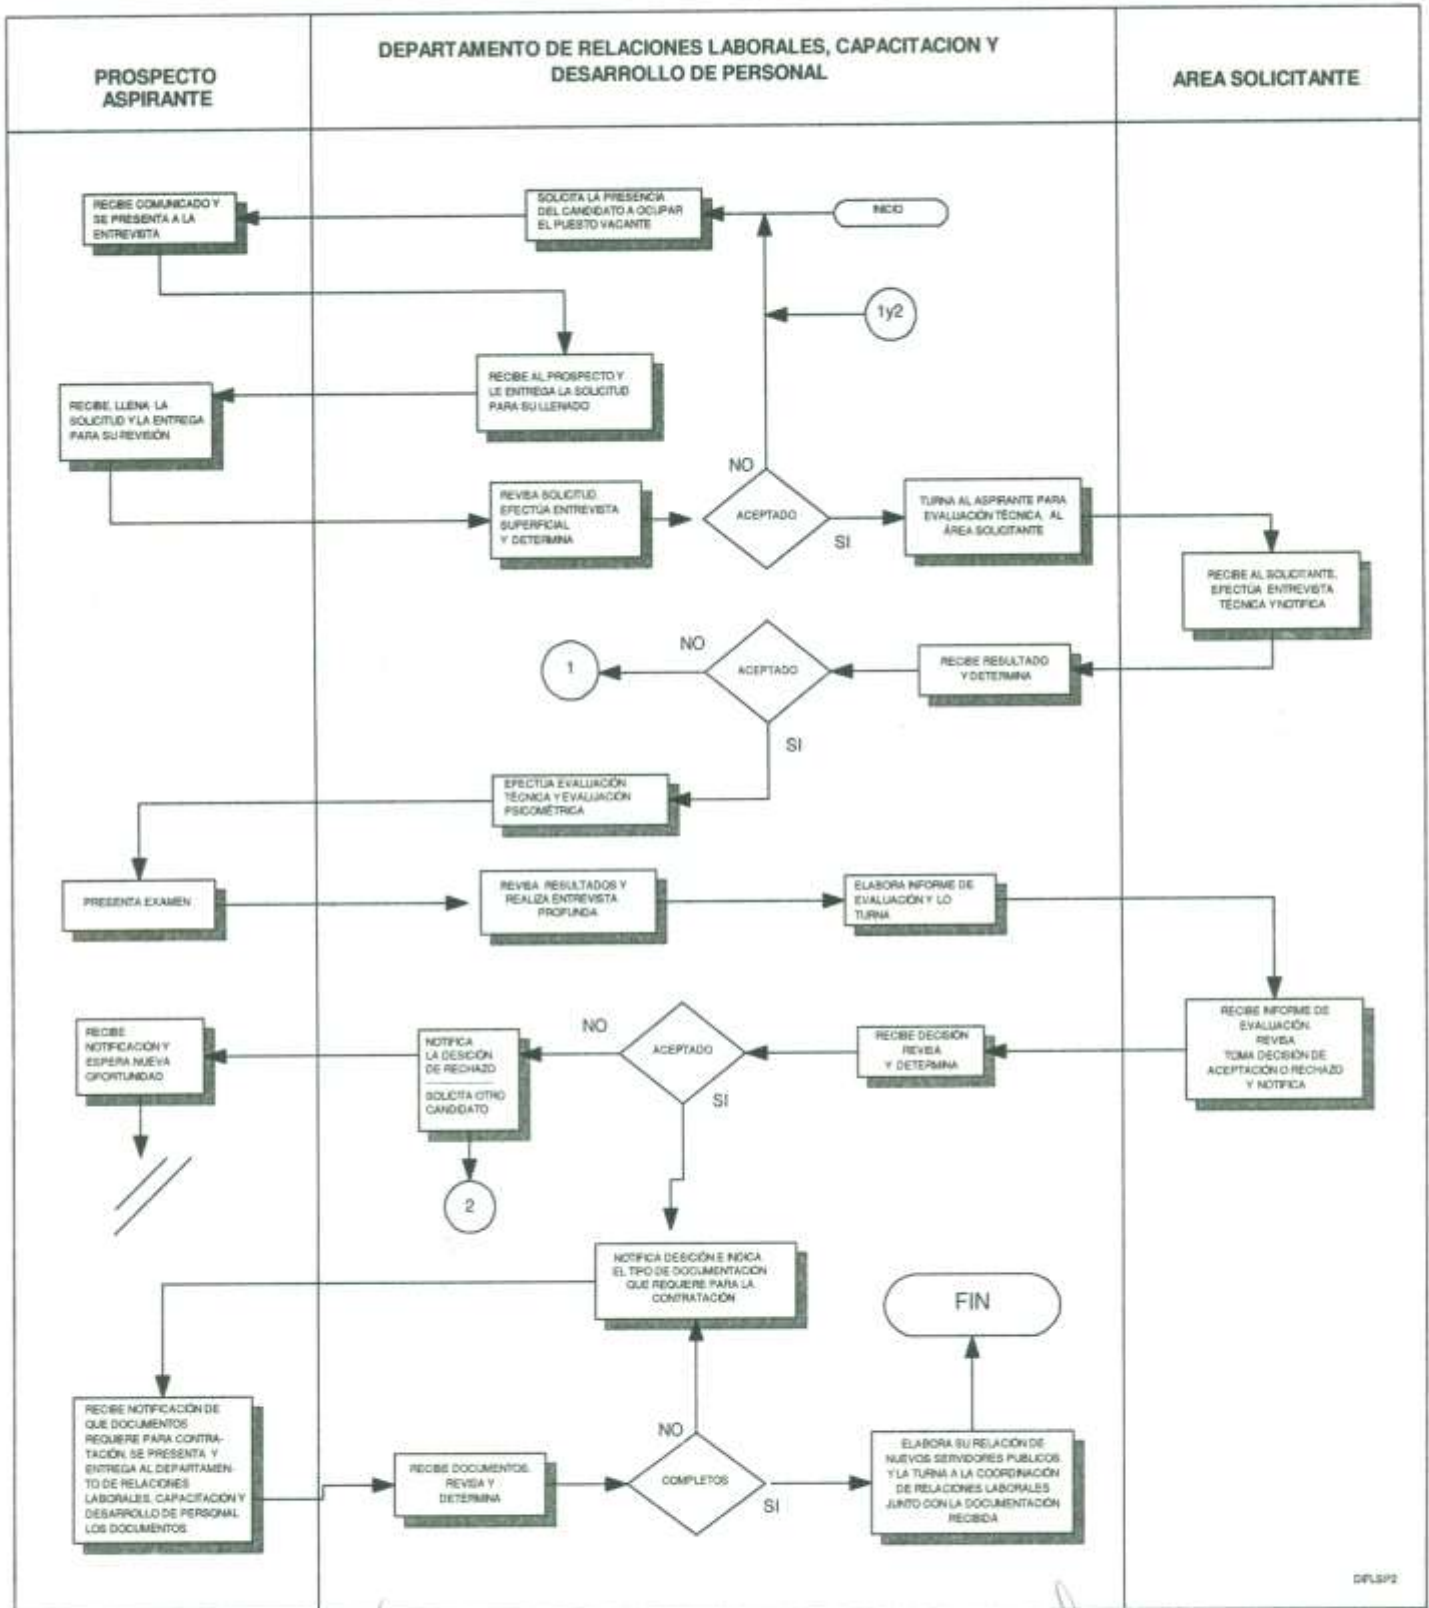 PROSPECTO
ASPIRANTE
DEPARTAMENTO DE RELACIONES LABORALES, CAPACITACION Y
DESARROLLO DE PERSONAL
AREA SOLICITANTE
RECIBE COMUNICADO Y
SE PRESENTA A LA
ENTREVISTA
SOLICITA LA PRESENCIA
DEL CANDIDATO A OCUPAR
EL PUESTO VACANTE
INICIO
1y2
RECIBE AL PROSPECTO Y
LE ENTREGA LA SOLICITUD
PARA SU LLENADO
RECIBE, LLENA LA
SOLICITUD Y LA ENTREGA
PARA SU REVISIÓN
REVISA SOLICITUD,
EFECTÚA ENTREVISTA
SUPERFICIAL
Y DETERMINA
NO
ACEPTADO
SI
TURNA AL ASPIRANTE PARA
EVALUACIÓN TÉCNICA, AL
ÁREA SOLICITANTE
RECIBE AL SOLICITANTE,
EFECTÚA ENTREVISTA
TÉCNICA Y NOTIFICA
RECIBE RESULTADO
Y DETERMINA
NO
ACEPTADO
1
SI
EFECTUA EVALUACIÓN
TÉCNICA Y EVALUACIÓN
PSICOMÉTRICA
PRESENTA EXAMEN
REVISA RESULTADOS Y
REALIZA ENTREVISTA
PROFUNDA
ELABORA INFORME DE
EVALUACIÓN Y LO
TURNA
RECIBE INFORME DE
EVALUACIÓN.
REVISA
TOMA DECISIÓN DE
ACEPTACIÓN O RECHAZO
Y NOTIFICA
RECIBE DECISIÓN
REVISA
Y DETERMINA
NO
ACEPTADO
SI
NOTIFICA
LA DESICIÓN
DE RECHAZO
SOLICITA OTRO
CANDIDATO
RECIBE
NOTIFICACIÓN Y
ESPERA NUEVA
OPORTUNIDAD
2
NOTIFICA DESICIÓN E INDICA
EL TIPO DE DOCUMENTACIÓN
QUE REQUIERE PARA LA
CONTRATACIÓN
FIN
RECIBE NOTIFICACIÓN DE
QUE DOCUMENTOS
REQUIERE PARA CONTRA-
TACIÓN, SE PRESENTA Y
ENTREGA AL DEPARTAMEN-
TO DE RELACIONES
LABORALES, CAPACITACIÓN Y
DESARROLLO DE PERSONAL
LOS DOCUMENTOS
RECIBE DOCUMENTOS,
REVISA Y
DETERMINA
NO
COMPLETOS
SI
ELABORA SU RELACIÓN DE
NUEVOS SERVIDORES PUBLICOS
Y LA TURNA A LA COORDINACIÓN
DE RELACIONES LABORALES
JUNTO CON LA DOCUMENTACIÓN
RECIBIDA